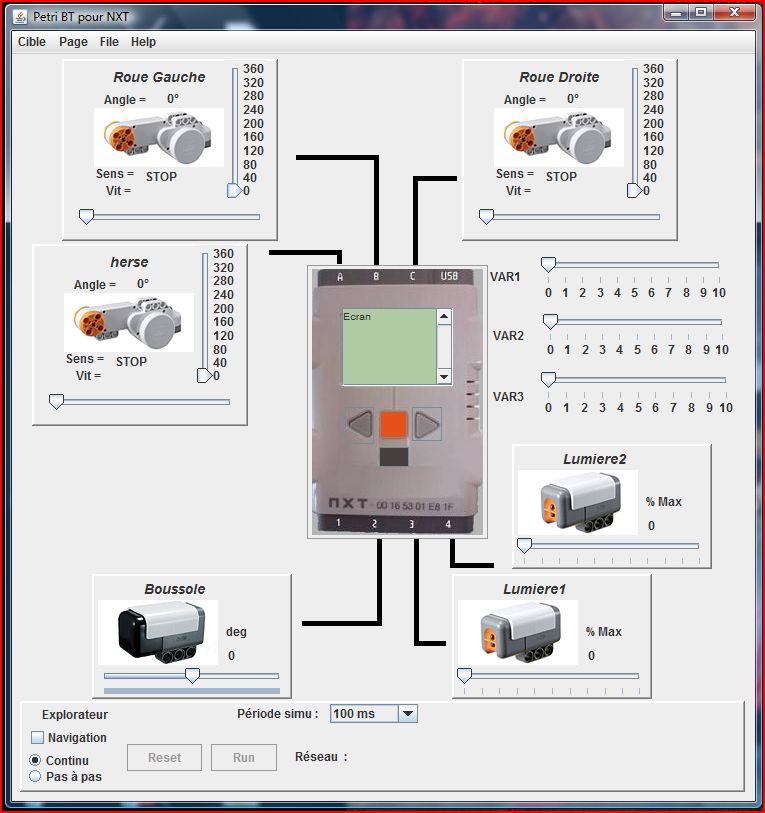 Petri BT pour NXT
Cible Page File Help
Roue Gauche
Angle = 0°
360
320
280
240
200
160
120
80
40
0
Sens = STOP
Vit =
Roue Droite
Angle = 0°
360
320
280
240
200
160
120
80
40
0
Sens = STOP
Vit =
herse
Angle = 0°
360
320
280
240
200
160
120
80
40
0
Sens = STOP
Vit =
A B C USB
Ecran
nXT - 00 16 53 01 E8 1F
1 2 3 4
VAR1
0 1 2 3 4 5 6 7 8 9 10
VAR2
0 1 2 3 4 5 6 7 8 9 10
VAR3
0 1 2 3 4 5 6 7 8 9 10
Lumiere2
% Max
0
Boussole
deg
0
Lumiere1
% Max
0
Explorateur
Période simu : 100 ms
Navigation
Continu
Pas à pas
Reset
Run
Réseau :